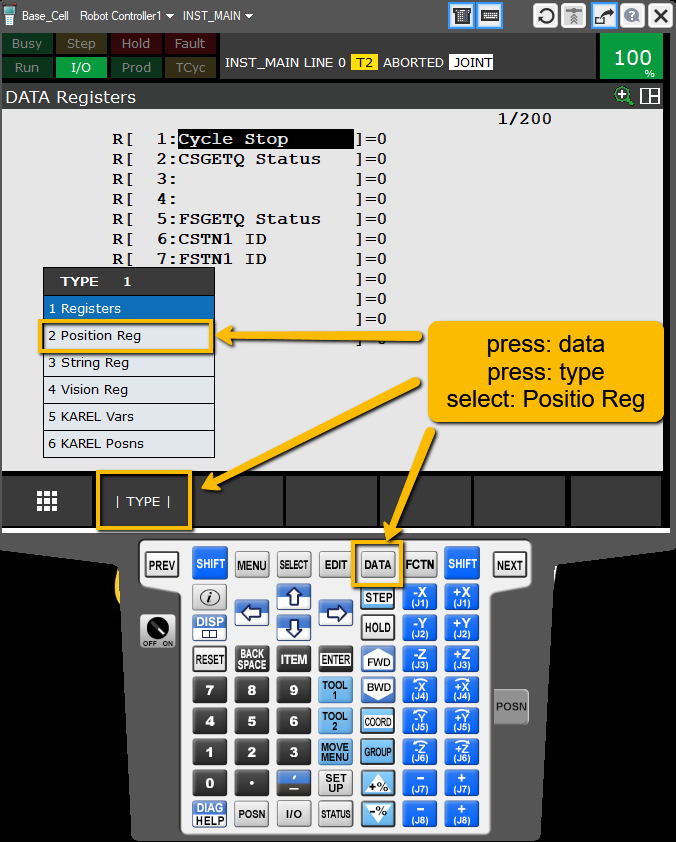 Base_Cell Robot Controller1 INST_MAIN
Busy Step Hold Fault
Run I/O Prod TCyc
INST_MAIN LINE 0 T2 ABORTED JOINT
100
%
DATA Registers
1/200
R[ 1:Cycle Stop ]=0
R[ 2:CSGETQ Status ]=0
R[ 3: ]=0
R[ 4: ]=0
R[ 5:FSGETQ Status ]=0
R[ 6:CSTN1 ID ]=0
R[ 7:FSTN1 ID ]=0
]=0
]=0
]=0
TYPE 1
1 Registers
2 Position Reg
3 String Reg
4 Vision Reg
5 KAREL Vars
6 KAREL Posns
press: data
press: type
select: Positio Reg
| TYPE |
PREV SHIFT MENU SELECT EDIT DATA FCTN SHIFT NEXT
i STEP -X (J1) +X (J1)
OFF ON DISP HOLD -Y (J2) +Y (J2)
RESET BACK SPACE ITEM ENTER FWD -Z (J3) +Z (J3)
7 8 9 TOOL 1 BWD -X (J4) +X (J4)
4 5 6 TOOL 2 COORD -Y (J5) +Y (J5)
POSN
1 2 3 MOVE MENU GROUP -Z (J6) +Z (J6)
0 . ′ – SET UP +% – (J7) + (J7)
DIAG HELP POSN I/O STATUS -% – (J8) + (J8)